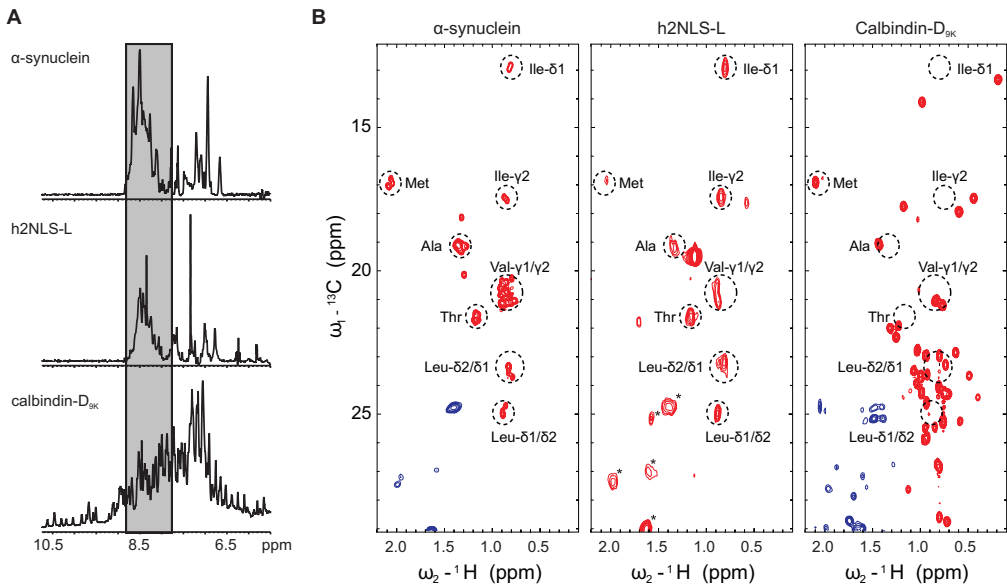 A
α-synuclein
h2NLS-L
calbindin-D9K
10.5 8.5 6.5 ppm
B
α-synuclein h2NLS-L Calbindin-D9K
Ile-δ1 Ile-δ1 Ile-δ1
15
Met Ile-γ2 Met Ile-γ2 Met Ile-γ2
Ala Ala Ala
20
Val-γ1/γ2 Val-γ1/γ2 Val-γ1/γ2
Thr Thr Thr
Leu-δ2/δ1 Leu-δ2/δ1 Leu-δ2/δ1
25
* *
Leu-δ1/δ2 Leu-δ1/δ2 Leu-δ1/δ2
* *
*
ω1 - 13C (ppm)
2.0 1.5 1.0 0.5 2.0 1.5 1.0 0.5 2.0 1.5 1.0 0.5
ω2 - 1H (ppm) ω2 - 1H (ppm) ω2 - 1H (ppm)